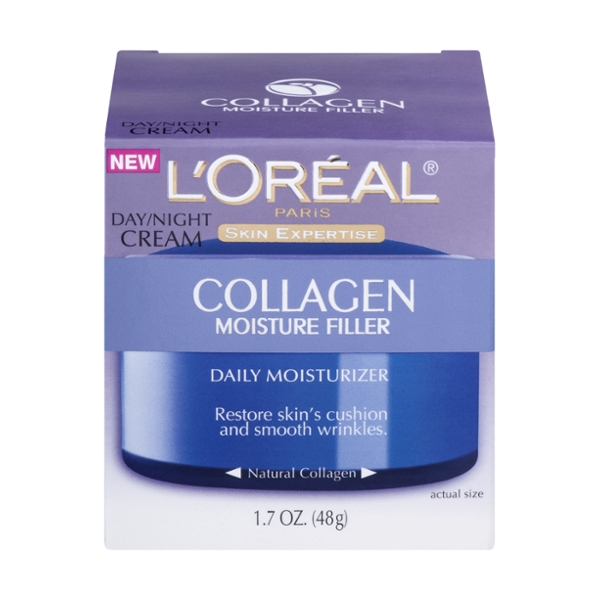 COLLAGEN
MOISTURE FILLER
DAY/NIGHT
CREAM
NEW
L'ORÉAL®
PARIS
SKIN EXPERTISE
DAY/NIGHT
CREAM
COLLAGEN
MOISTURE FILLER
DAILY MOISTURIZER
Restore skin's cushion
and smooth wrinkles.
◄ Natural Collagen ►
actual size
1.7 OZ. (48g)